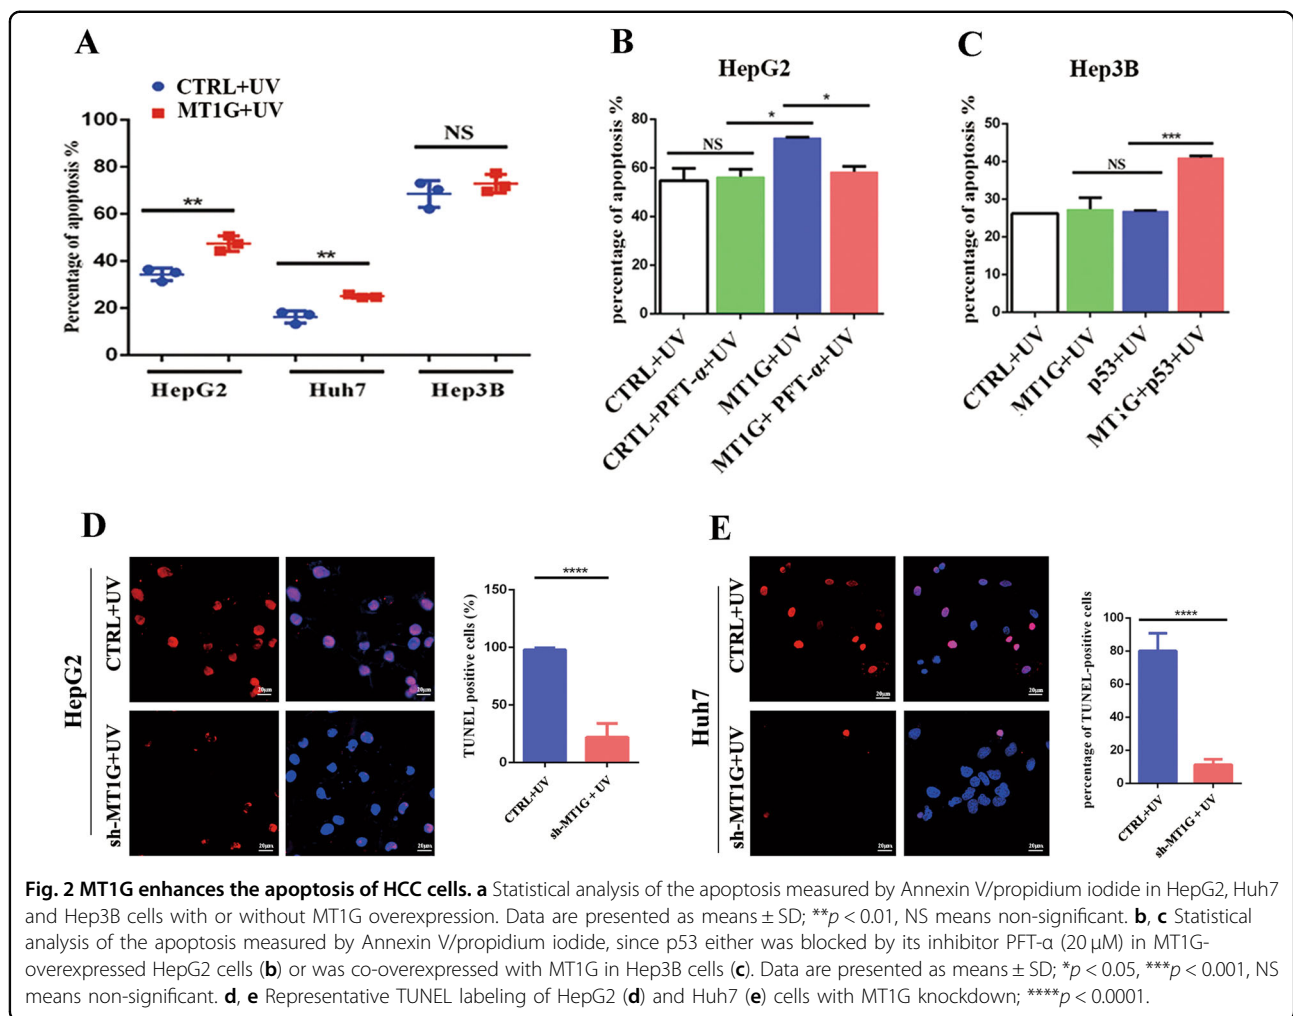 A
CTRL+UV
MT1G+UV
Percentage of apoptosis %
100
80
60
40
20
0
**
**
NS
HepG2
Huh7
Hep3B
B
HepG2
percentage of apoptosis %
80
60
40
20
0
NS
*
*
CTRL+UV
CRTL+PFT-α+UV
MT1G+UV
MT1G+ PFT-α+UV
C
Hep3B
percentage of apoptosis %
50
40
30
20
10
0
NS
***
CTRL+UV
MT1G+UV
p53+UV
MT1G+p53+UV
D
HepG2
CTRL+UV
sh-MT1G+UV
20μm
20μm
20μm
20μm
TUNEL positive cells (%)
150
100
50
0
****
CTRL+UV
sh-MT1G + UV
E
Huh7
CTRL+UV
sh-MT1G+UV
20μm
20μm
20μm
20μm
percentage of TUNEL-positive cells
100
80
60
40
20
0
****
CTRL+UV
sh-MT1G + UV
Fig. 2 MT1G enhances the apoptosis of HCC cells. a Statistical analysis of the apoptosis measured by Annexin V/propidium iodide in HepG2, Huh7
and Hep3B cells with or without MT1G overexpression. Data are presented as means ± SD; **p < 0.01, NS means non-significant. b, c Statistical
analysis of the apoptosis measured by Annexin V/propidium iodide, since p53 either was blocked by its inhibitor PFT-α (20 μM) in MT1G-
overexpressed HepG2 cells (b) or was co-overexpressed with MT1G in Hep3B cells (c). Data are presented as means ± SD; *p < 0.05, ***p < 0.001, NS
means non-significant. d, e Representative TUNEL labeling of HepG2 (d) and Huh7 (e) cells with MT1G knockdown; ****p < 0.0001.